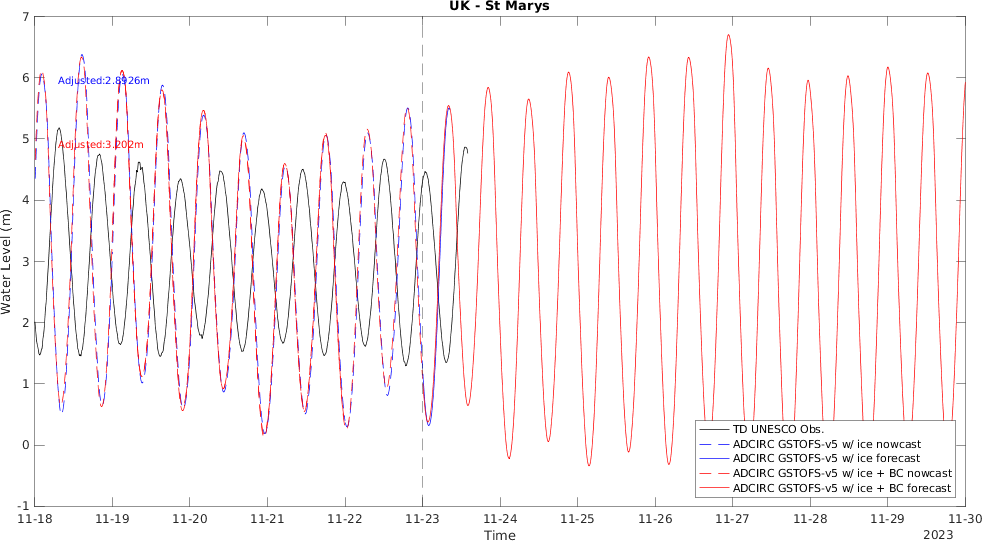 UK - St Marys
7
6
5
4
3
2
1
0
-1
Water Level (m)
Adjusted:2.8926m
Adjusted:3.202m
TD UNESCO Obs.
ADCIRC GSTOFS-v5 w/ ice nowcast
ADCIRC GSTOFS-v5 w/ ice forecast
ADCIRC GSTOFS-v5 w/ ice + BC nowcast
ADCIRC GSTOFS-v5 w/ ice + BC forecast
11-18 11-19 11-20 11-21 11-22 11-23 11-24 11-25 11-26 11-27 11-28 11-29 11-30
Time
2023